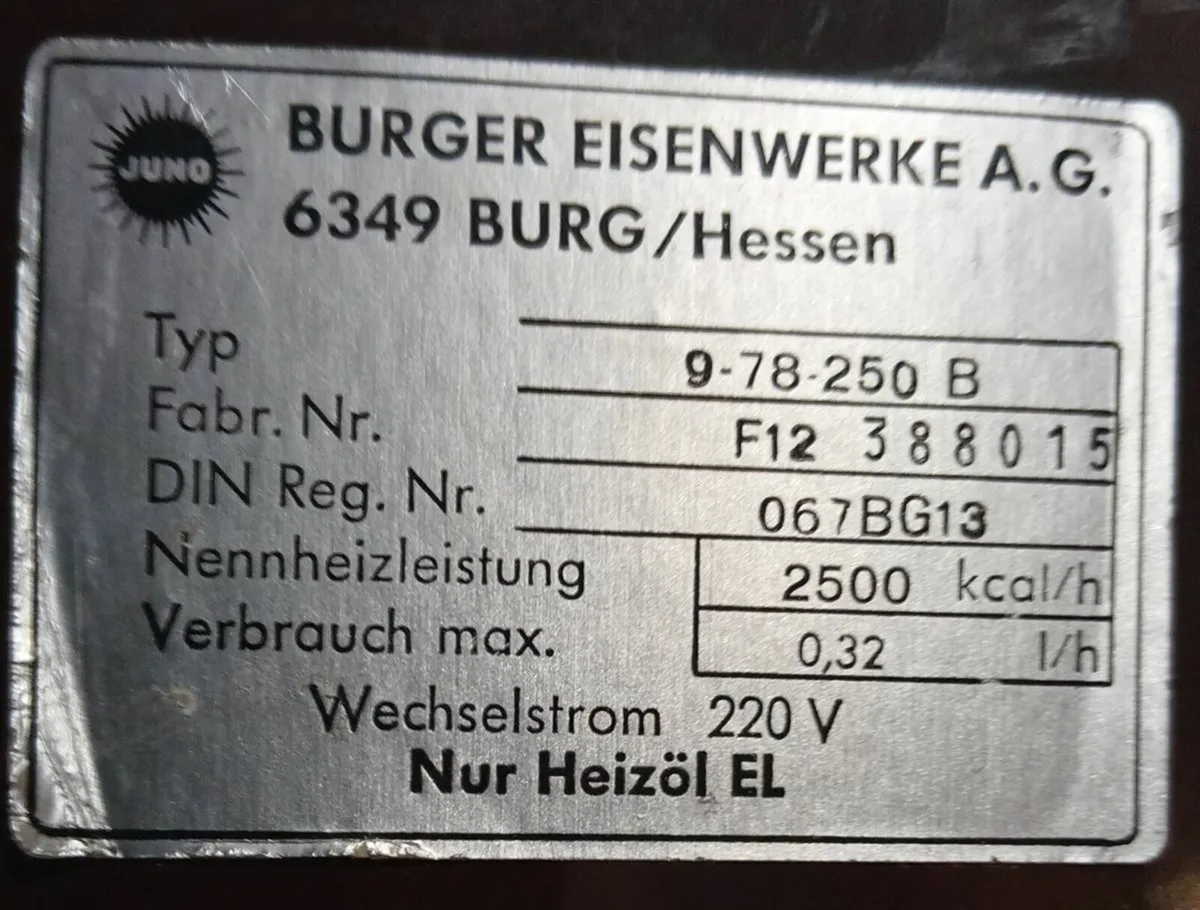 JUNO
BURGER EISENWERKE A.G.
6349 BURG/Hessen
Typ 9-78-250 B
Fabr. Nr. F12 388015
DIN Reg. Nr. 067BG13
Nennheizleistung 2500 kcal/h
Verbrauch max. 0,32 l/h
Wechselstrom 220 V
Nur Heizöl EL